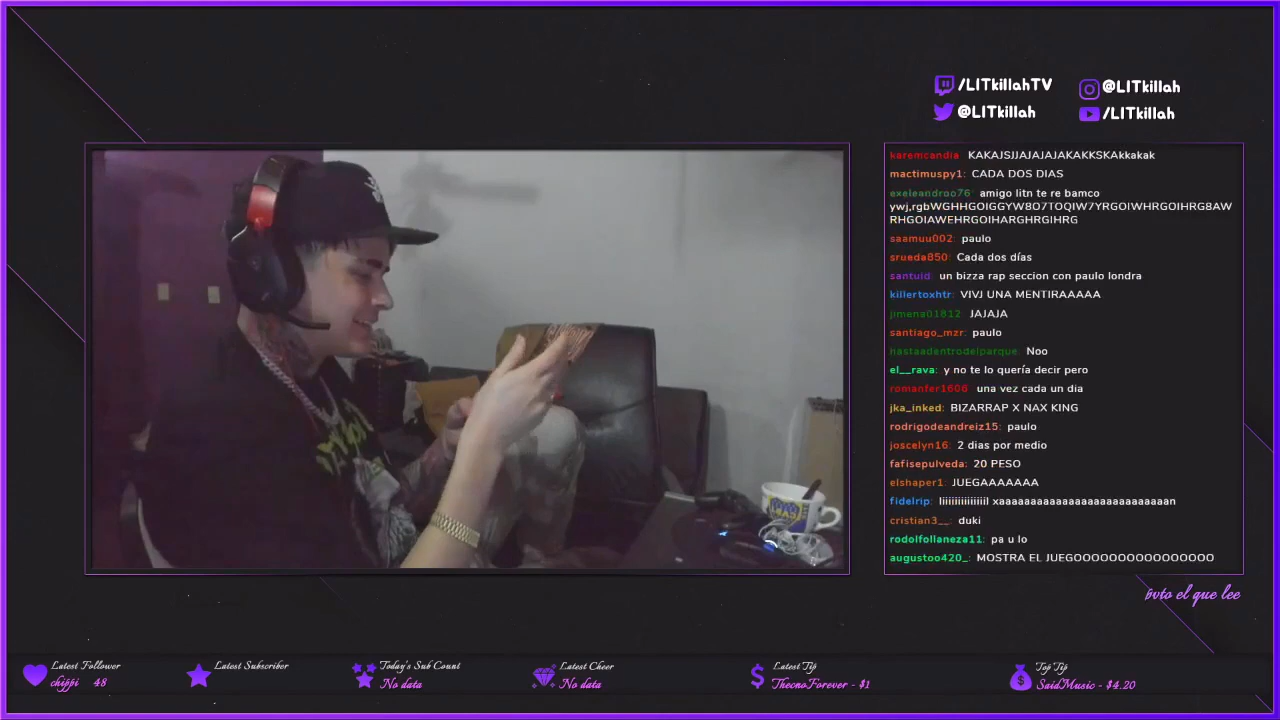 /LITkillahTV
@LITkillah
@LITkillah
/LITkillah
karemcandia KAKAJSJJAJAJAJAKAKKSKAkkakak
mactimuspy1: CADA DOS DIAS
exeleandroo76: amigo litn te re bamco
ywj,rgbWGHHGOIGGYW8O7TOQIW7YRGOIWHRGOIHRG8AW
RHGOIAWEHRGOIHARGHRGIHRG
saamuu002: paulo
srueda850: Cada dos días
santuid: un bizza rap seccion con paulo londra
killertoxhtr: VIVJ UNA MENTIRAAAAA
jimena01812 JAJAJA
santiago_mzr: paulo
hastaadentrodelparque Noo
el__rava: y no te lo quería decir pero
romanfer1606 una vez cada un dia
jka_inked: BIZARRAP X NAX KING
rodrigodeandreiz15: paulo
joscelyn16: 2 dias por medio
fafisepulveda: 20 PESO
elshaper1: JUEGAAAAAAA
fidelrip: liiiiiiiiiiiiiil xaaaaaaaaaaaaaaaaaaaaaaaaaaan
cristian3__: duki
rodolfollaneza11: pa u lo
augustoo420_: MOSTRA EL JUEGOOOOOOOOOOOOOOOO
pvto el que lee
Latest Follower
chippi 48
Latest Subscriber
Today's Sub Count
No data
Latest Cheer
No data
Latest Tip
ThecnoForever - $1
Top Tip
SaidMusic - $4.20